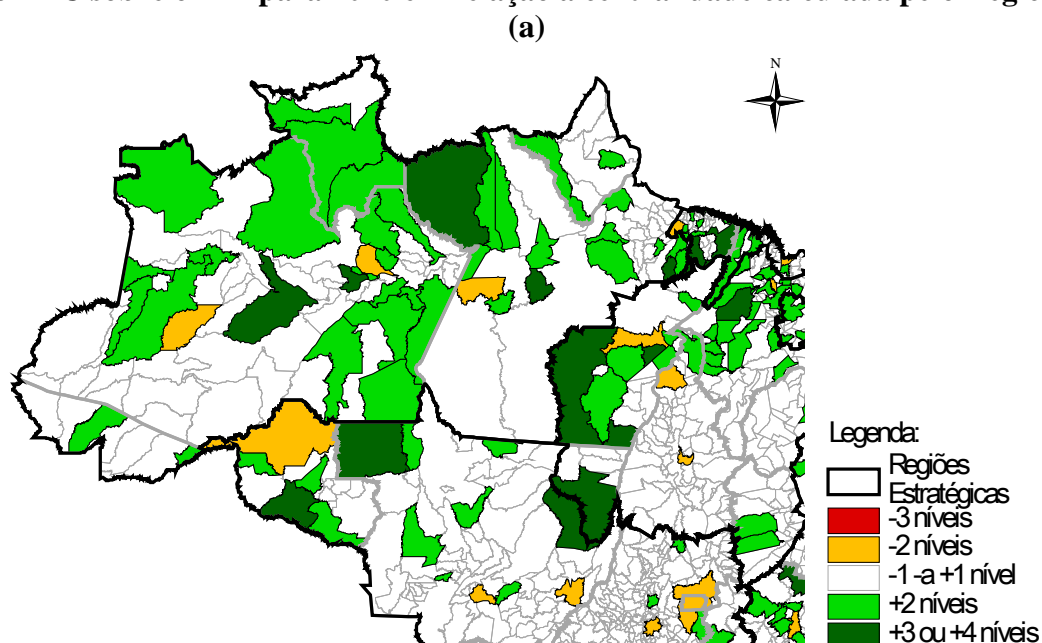 (a)
N
Legenda:
Regiões
Estratégicas
-3 níveis
-2 níveis
-1 -a +1 nível
+2 níveis
+3 ou +4 níveis